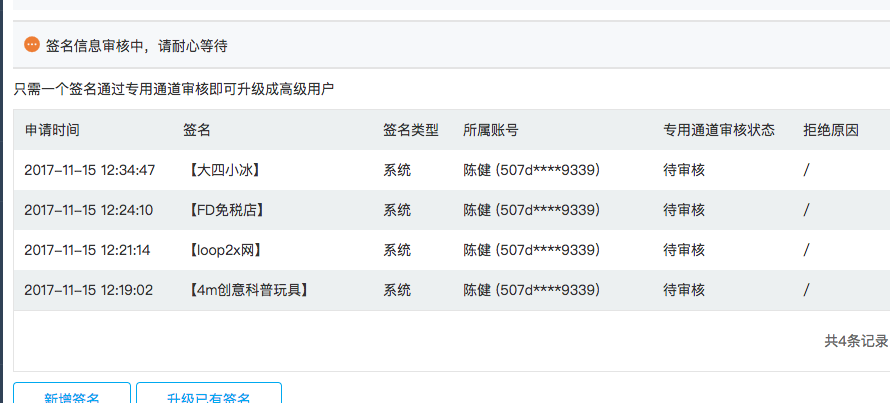 签名信息审核中，请耐心等待
只需一个签名通过专用通道审核即可升级成高级用户
申请时间 签名 签名类型 所属账号 专用通道审核状态 拒绝原因
2017-11-15 12:34:47 【大四小冰】 系统 陈健 (507d****9339) 待审核 /
2017-11-15 12:24:10 【FD免税店】 系统 陈健 (507d****9339) 待审核 /
2017-11-15 12:21:14 【loop2x网】 系统 陈健 (507d****9339) 待审核 /
2017-11-15 12:19:02 【4m创意科普玩具】 系统 陈健 (507d****9339) 待审核 /
共4条记录
新增签名 升级已有签名